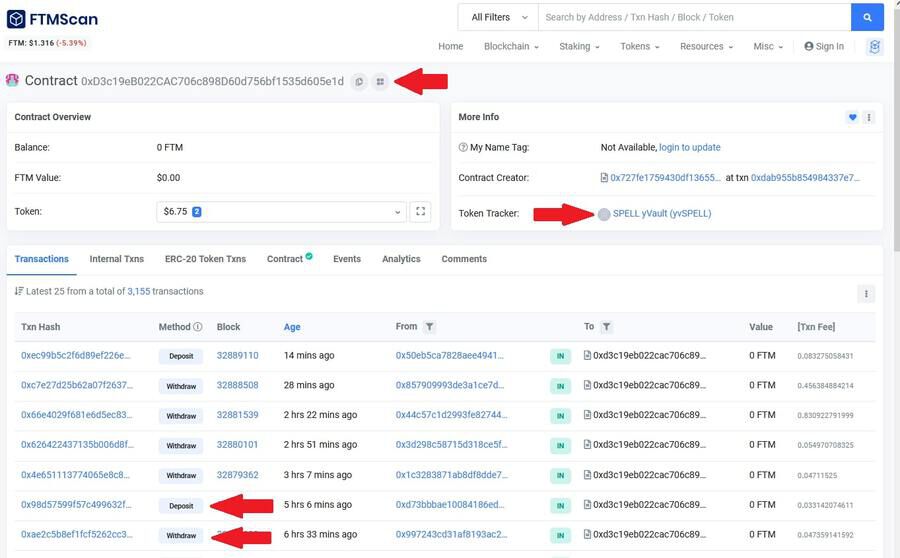 FTMScan
All Filters
Search by Address / Txn Hash / Block / Token
FTM: $1.316 (-5.39%)
Home Blockchain Staking Tokens Resources Misc Sign In
Contract 0xD3c19eB022CAC706c898D60d756bf1535d605e1d
Contract Overview
Balance: 0 FTM
FTM Value: $0.00
Token: $6.75 2
More Info
My Name Tag: Not Available, login to update
Contract Creator: 0x727fe1759430df13655... at txn 0xdab955b854984337e7...
Token Tracker: SPELL yVault (yvSPELL)
Transactions Internal Txns ERC-20 Token Txns Contract Events Analytics Comments
Latest 25 from a total of 3,155 transactions
Txn Hash Method Block Age From To Value [Txn Fee]
0xec99b5c2f6d89ef226e... Deposit 32889110 14 mins ago 0x50eb5ca7828aee4941... IN 0xd3c19eb022cac706c89... 0 FTM 0.083275058431
0xc7e27d25b62a07f2637... Withdraw 32888508 28 mins ago 0x857909993de3a1ce7d... IN 0xd3c19eb022cac706c89... 0 FTM 0.456384884214
0x66e4029f681e6d5ec83... Withdraw 32881539 2 hrs 22 mins ago 0x44c57c1d2993fe82744... IN 0xd3c19eb022cac706c89... 0 FTM 0.830922791999
0x626422437135b006d8f... Withdraw 32880101 2 hrs 51 mins ago 0x3d298c58715d318ce5f... IN 0xd3c19eb022cac706c89... 0 FTM 0.054970708325
0x4e651113774065e8c8... Withdraw 32879362 3 hrs 7 mins ago 0x1c3283871ab8df8dde7... IN 0xd3c19eb022cac706c89... 0 FTM 0.04711525
0x98d57599f57c499632f... Deposit 5 hrs 6 mins ago 0xd73bbbae10084186ed... IN 0xd3c19eb022cac706c89... 0 FTM 0.033142074611
0xae2c5b8ef1fcf5262cc3... Withdraw 6 hrs 33 mins ago 0x997243cd31af8193ac2... IN 0xd3c19eb022cac706c89... 0 FTM 0.047359141592